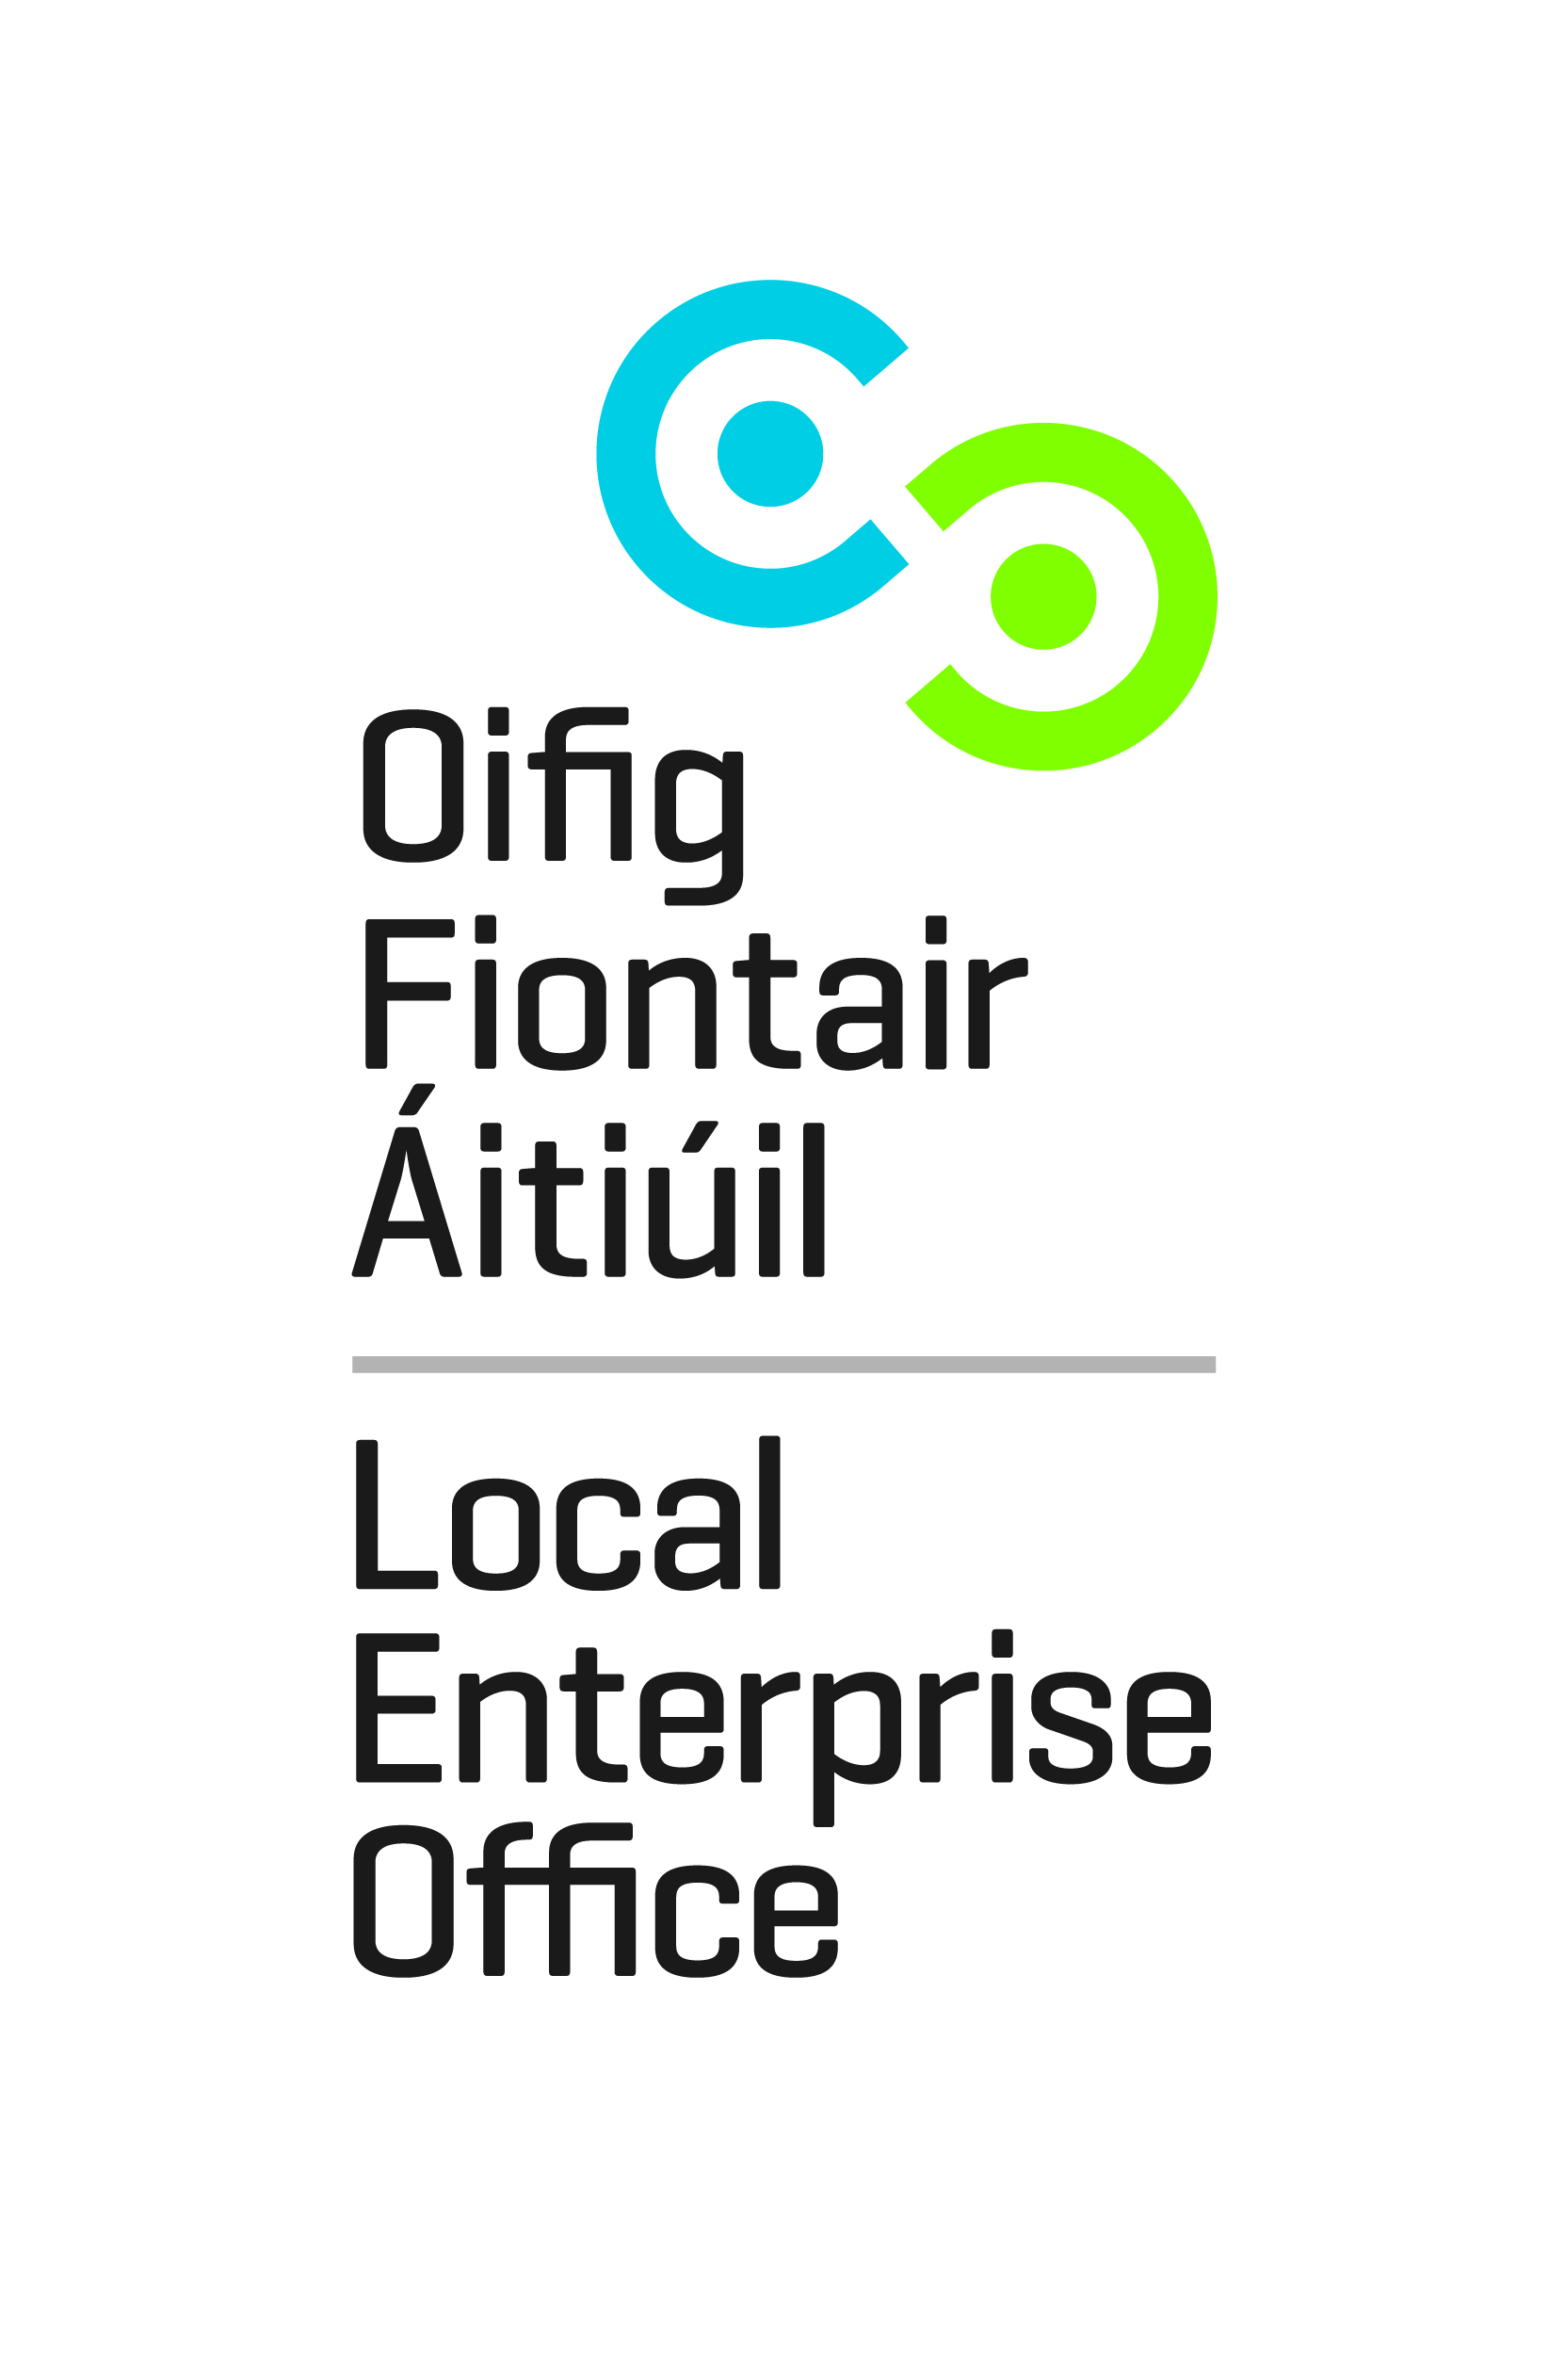 Oifig
Fiontair
Áitiúil
Local
Enterprise
Office